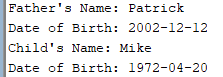 Father's Name: Patrick
Date of Birth: 2002-12-12
Child's Name: Mike
Date of Birth: 1972-04-20